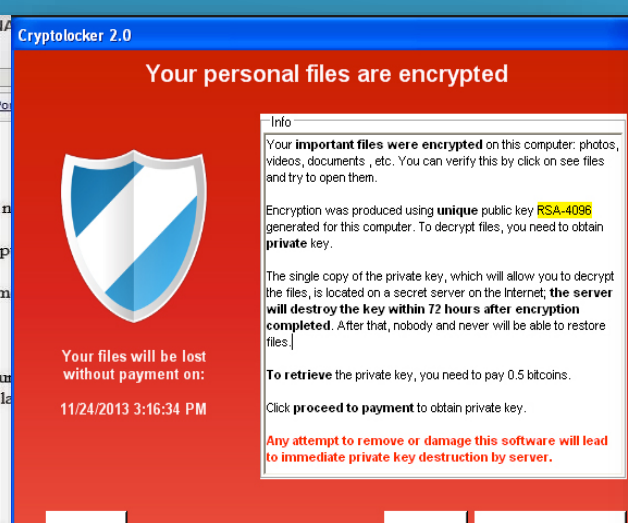 Cryptolocker 2.0
Your personal files are encrypted
Info
Your important files were encrypted on this computer: photos,
videos, documents , etc. You can verify this by click on see files
and try to open them.
Encryption was produced using unique public key RSA-4096
generated for this computer. To decrypt files, you need to obtain
private key.
The single copy of the private key, which will allow you to decrypt
the files, is located on a secret server on the Internet; the server
will destroy the key within 72 hours after encryption
completed. After that, nobody and never will be able to restore
files.
To retrieve the private key, you need to pay 0.5 bitcoins.
Click proceed to payment to obtain private key.
Any attempt to remove or damage this software will lead
to immediate private key destruction by server.
Your files will be lost
without payment on:
11/24/2013 3:16:34 PM